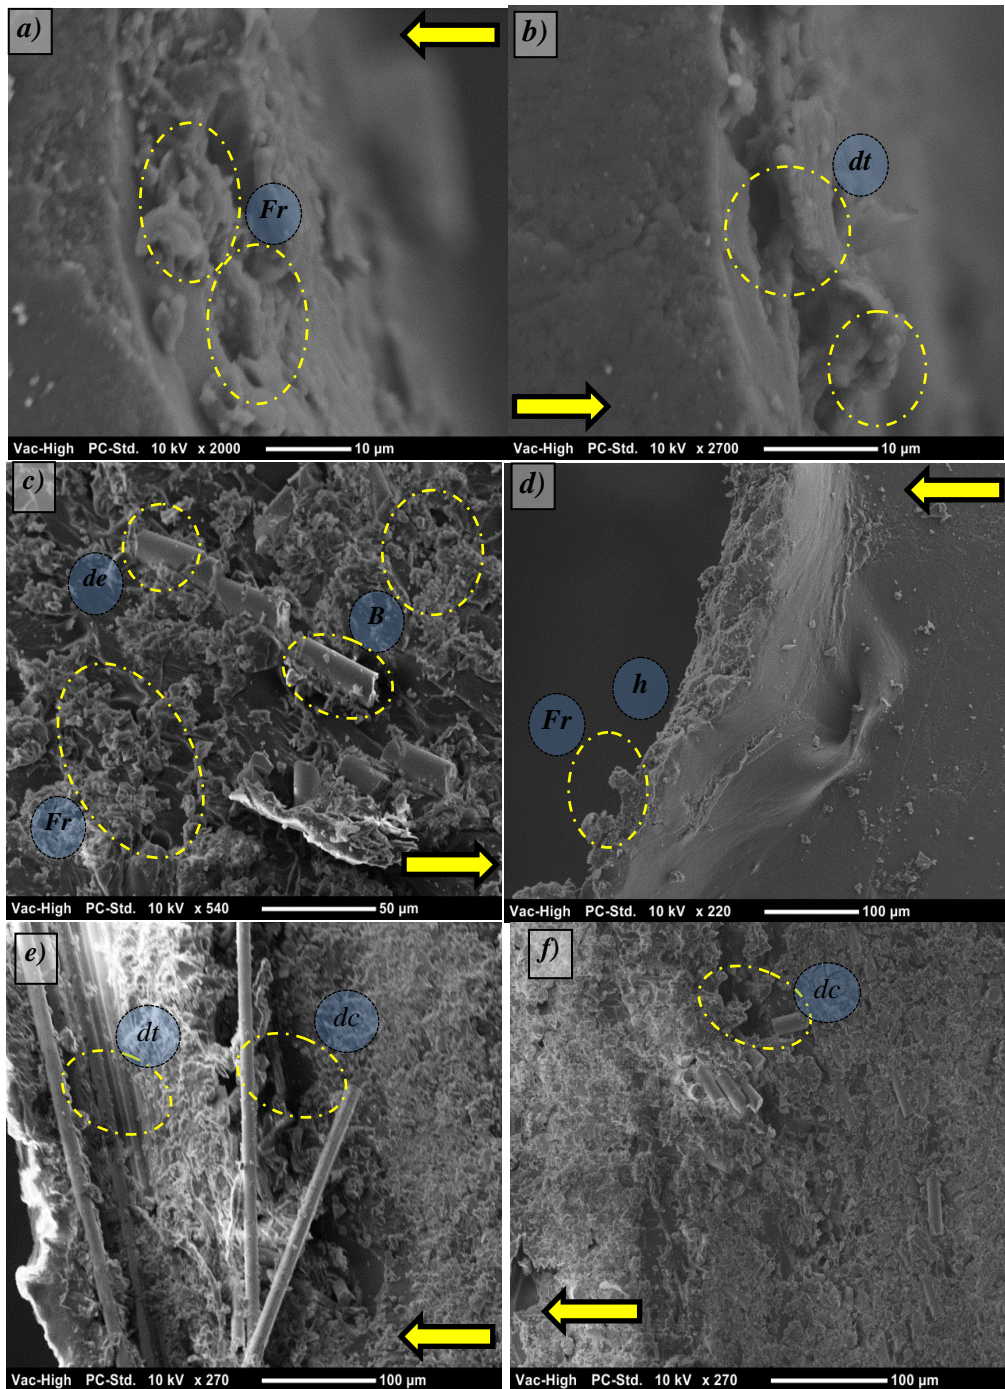 a)
Fr
Vac-High PC-Std. 10 kV x 2000 10 µm
b)
dt
Vac-High PC-Std. 10 kV x 2700 10 µm
c)
de
B
Fr
Vac-High PC-Std. 10 kV x 540 50 µm
d)
h
Fr
Vac-High PC-Std. 10 kV x 220 100 µm
e)
dt
dc
Vac-High PC-Std. 10 kV x 270 100 µm
f)
dc
Vac-High PC-Std. 10 kV x 270 100 µm